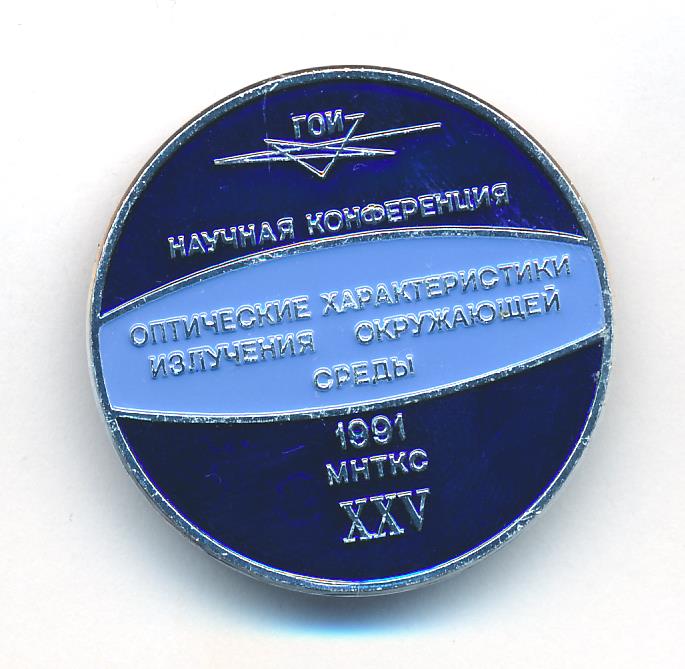 ГОИ
НАУЧНАЯ КОНФЕРЕНЦИЯ
ОПТИЧЕСКИЕ ХАРАКТЕРИСТИКИ
ИЗЛУЧЕНИЯ ОКРУЖАЮЩЕЙ
СРЕДЫ
1991
МНТКС
XXV